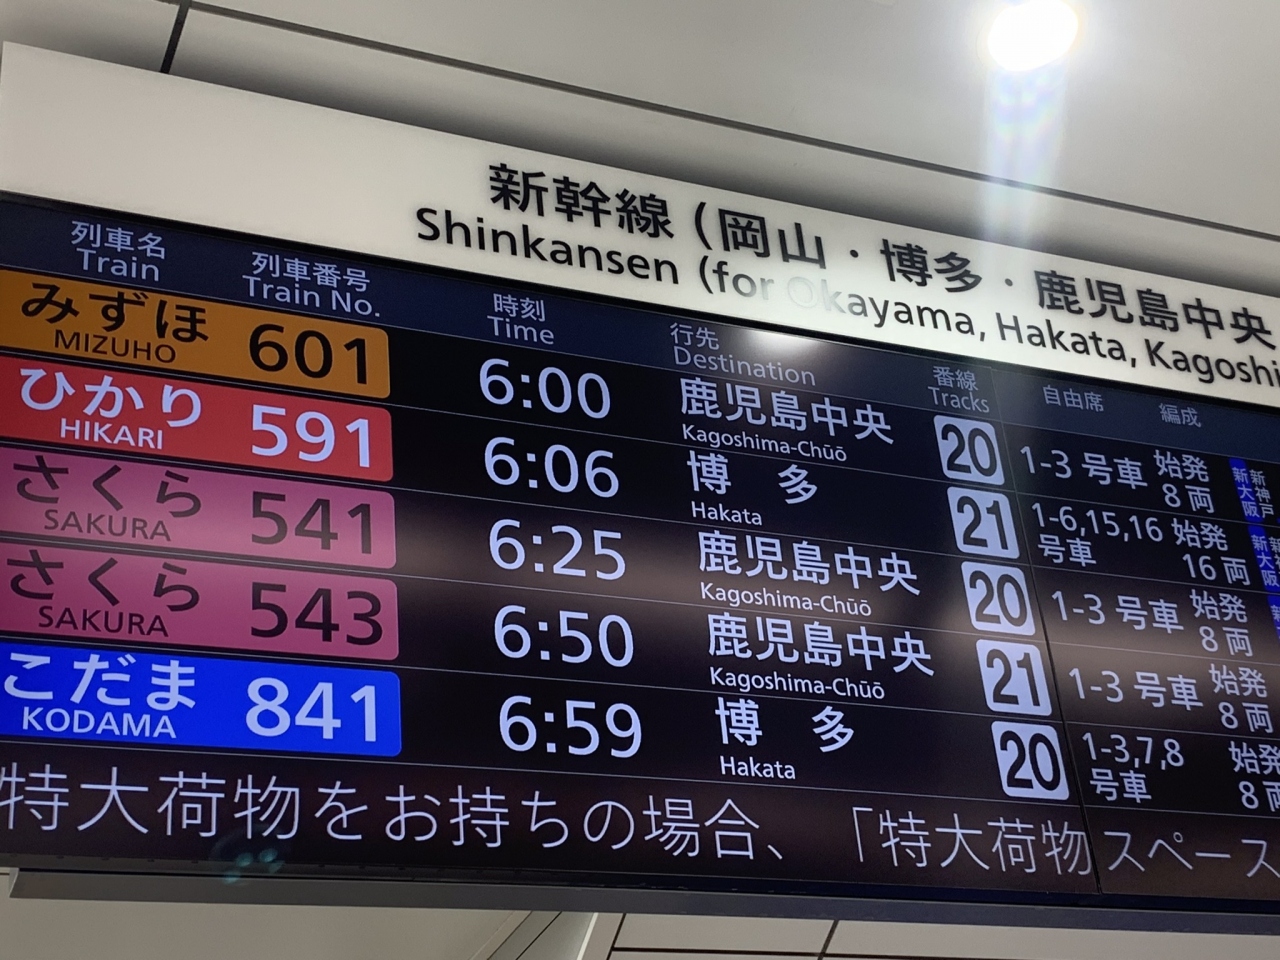 新幹線(岡山・博多・鹿児島中央
Shinkansen (for Okayama, Hakata, Kagoshi
列車名 列車番号 時刻 行先 番線 自由席 編成
Train Train No. Time Destination Tracks
みずほ 601 6:00 鹿児島中央 20 1-3号車 始発
MIZUHO Kagoshima-Chūō 8両
新大阪 新神戸
ひかり 591 6:06 博多 21 1-6,15,16 始発
HIKARI Hakata 号車 16両
新大阪
さくら 541 6:25 鹿児島中央 20 1-3号車 始発
SAKURA Kagoshima-Chūō 8両
さくら 543 6:50 鹿児島中央 21 1-3号車 始発
SAKURA Kagoshima-Chūō 8両
こだま 841 6:59 博多 20 1-3,7,8 始発
KODAMA Hakata 号車 8両
特大荷物をお持ちの場合、「特大荷物スペース